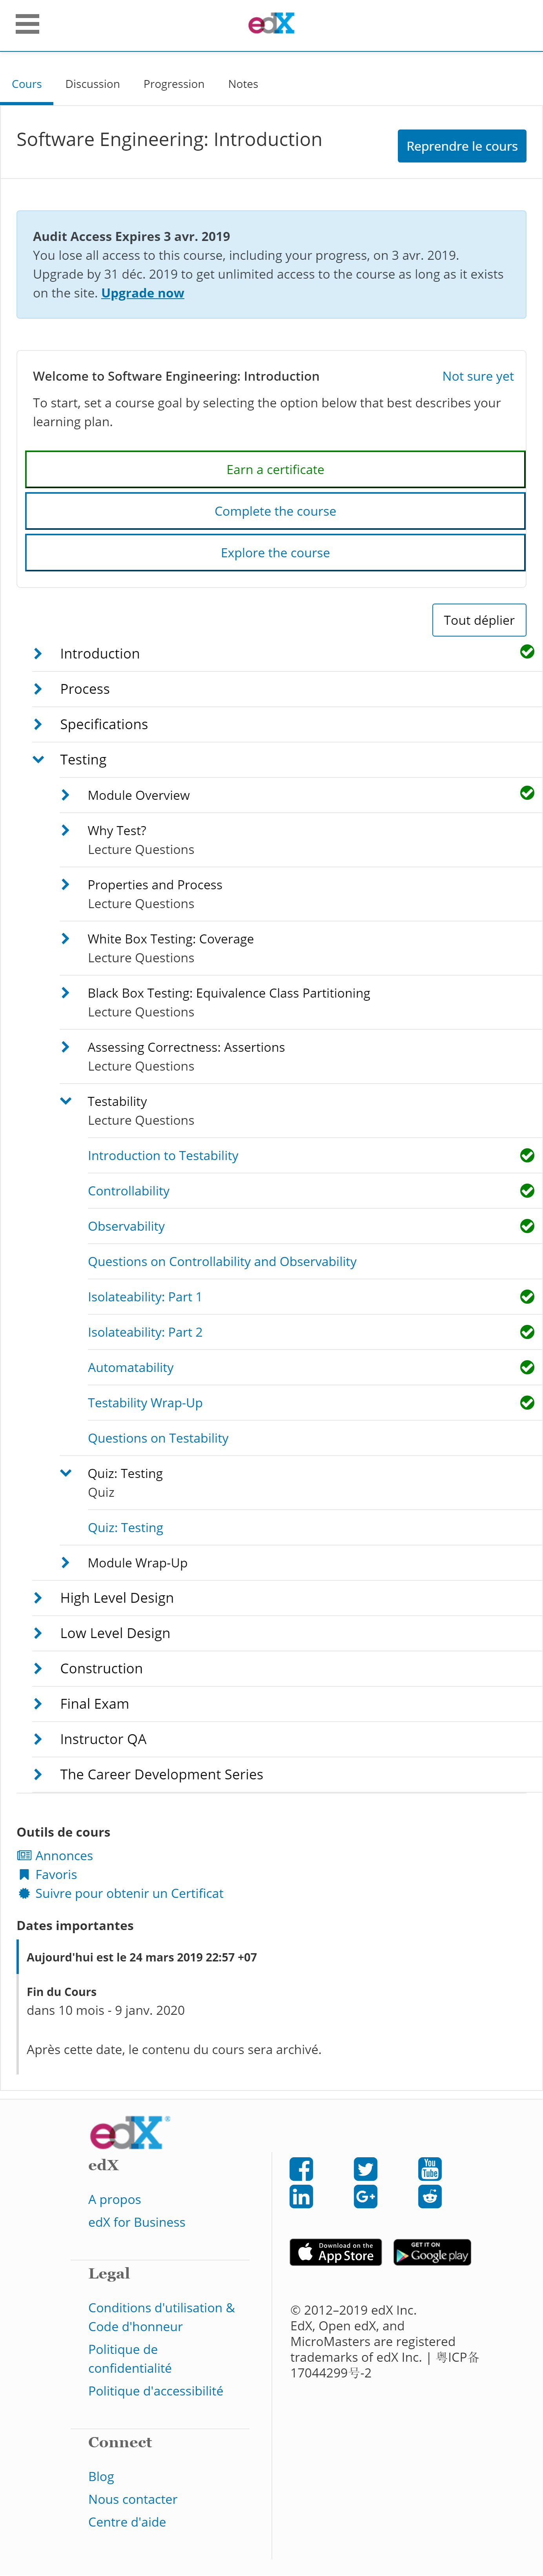 edX
Cours Discussion Progression Notes
Software Engineering: Introduction
Reprendre le cours
Audit Access Expires 3 avr. 2019
You lose all access to this course, including your progress, on 3 avr. 2019.
Upgrade by 31 déc. 2019 to get unlimited access to the course as long as it exists
on the site. Upgrade now
Welcome to Software Engineering: Introduction
Not sure yet
To start, set a course goal by selecting the option below that best describes your
learning plan.
Earn a certificate
Complete the course
Explore the course
Tout déplier
Introduction
Process
Specifications
Testing
Module Overview
Why Test?
Lecture Questions
Properties and Process
Lecture Questions
White Box Testing: Coverage
Lecture Questions
Black Box Testing: Equivalence Class Partitioning
Lecture Questions
Assessing Correctness: Assertions
Lecture Questions
Testability
Lecture Questions
Introduction to Testability
Controllability
Observability
Questions on Controllability and Observability
Isolateability: Part 1
Isolateability: Part 2
Automatability
Testability Wrap-Up
Questions on Testability
Quiz: Testing
Quiz
Quiz: Testing
Module Wrap-Up
High Level Design
Low Level Design
Construction
Final Exam
Instructor QA
The Career Development Series
Outils de cours
Annonces
Favoris
Suivre pour obtenir un Certificat
Dates importantes
Aujourd'hui est le 24 mars 2019 22:57 +07
Fin du Cours
dans 10 mois - 9 janv. 2020
Après cette date, le contenu du cours sera archivé.
edX®
edX
A propos
edX for Business
Legal
Conditions d'utilisation &
Code d'honneur
Politique de
confidentialité
Politique d'accessibilité
Connect
Blog
Nous contacter
Centre d'aide
You
Tube
in G+
Download on the
App Store
GET IT ON
Google play
© 2012–2019 edX Inc.
EdX, Open edX, and
MicroMasters are registered
trademarks of edX Inc. | 粤ICP备
17044299号-2